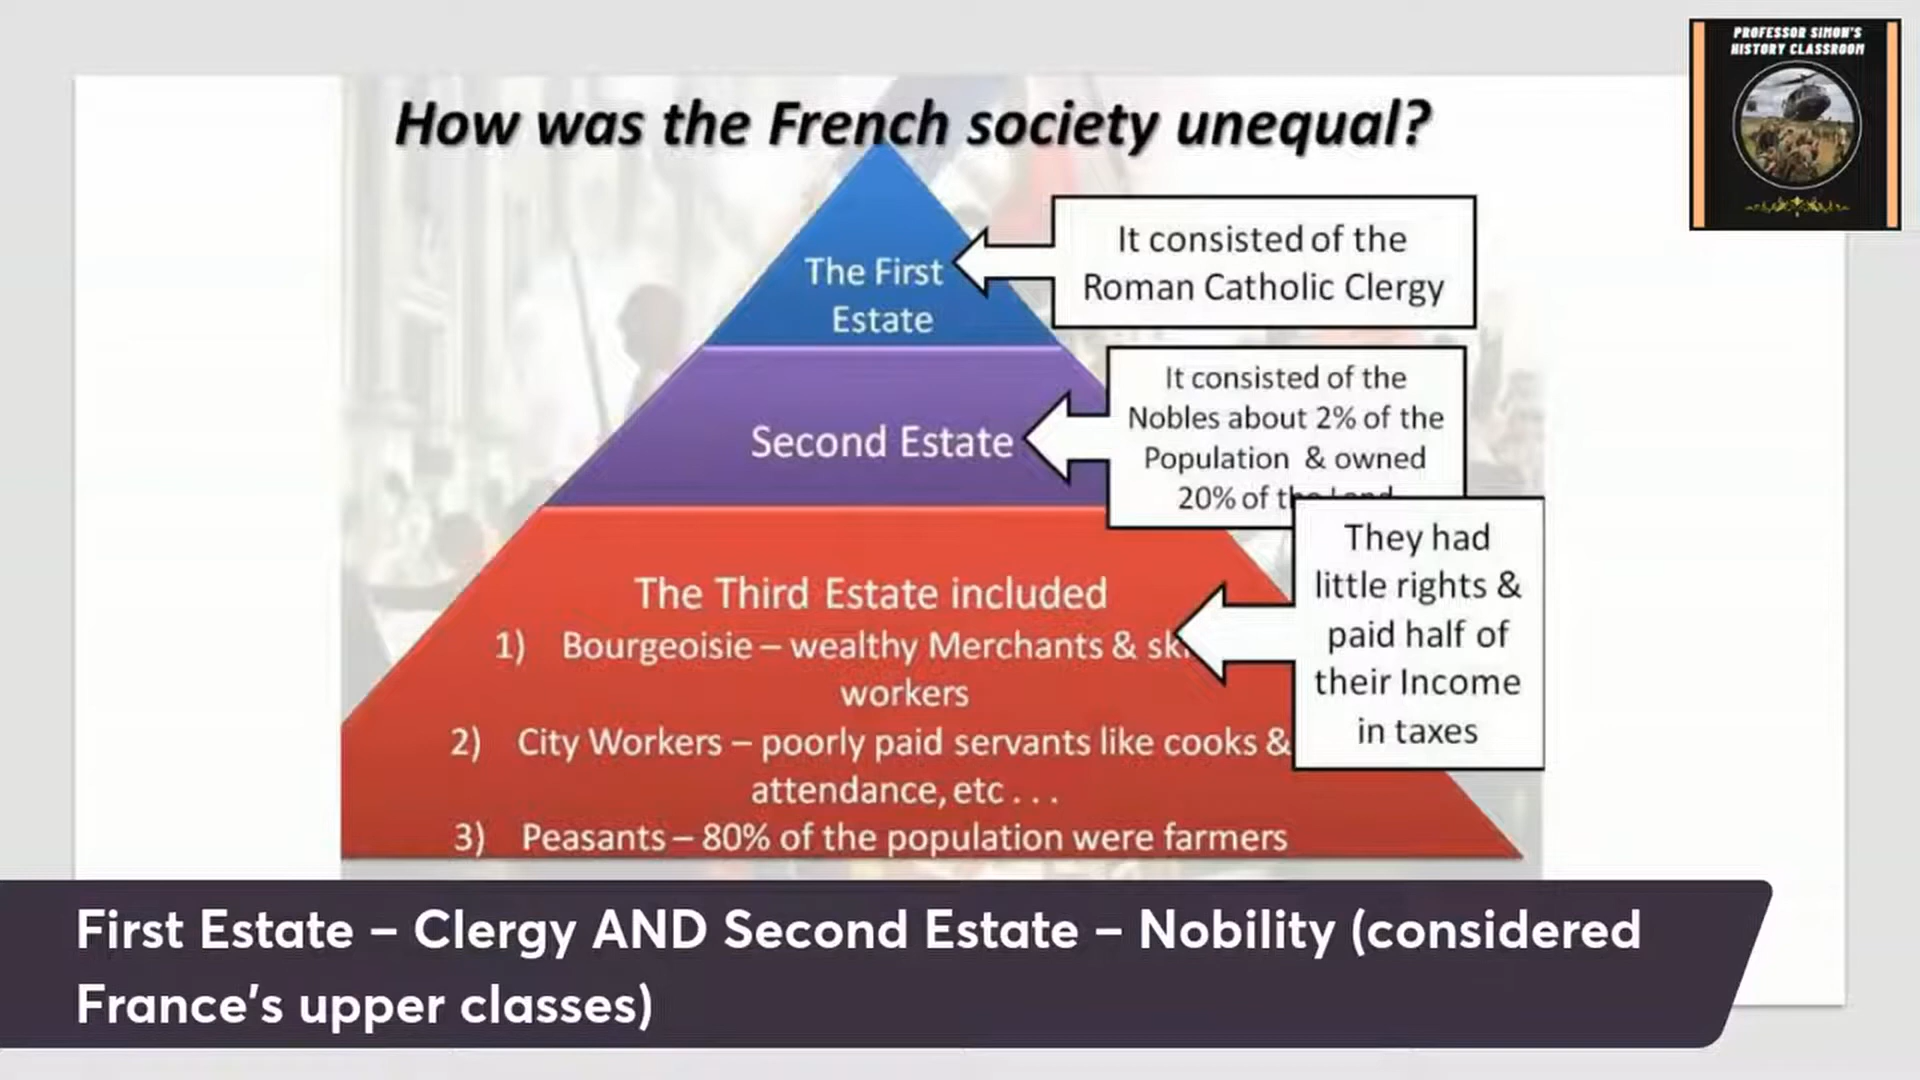 PROFESSOR SIMON'S
HISTORY CLASSROOM
How was the French society unequal?
The First
Estate
It consisted of the
Roman Catholic Clergy
Second Estate
It consisted of the
Nobles about 2% of the
Population & owned
20% of
The Third Estate included
1) Bourgeoisie – wealthy Merchants &
workers
2) City Workers – poorly paid servants like cooks &
attendance, etc . . .
3) Peasants – 80% of the population were farmers
They had
little rights &
paid half of
their Income
in taxes
First Estate – Clergy AND Second Estate – Nobility (considered
France's upper classes)